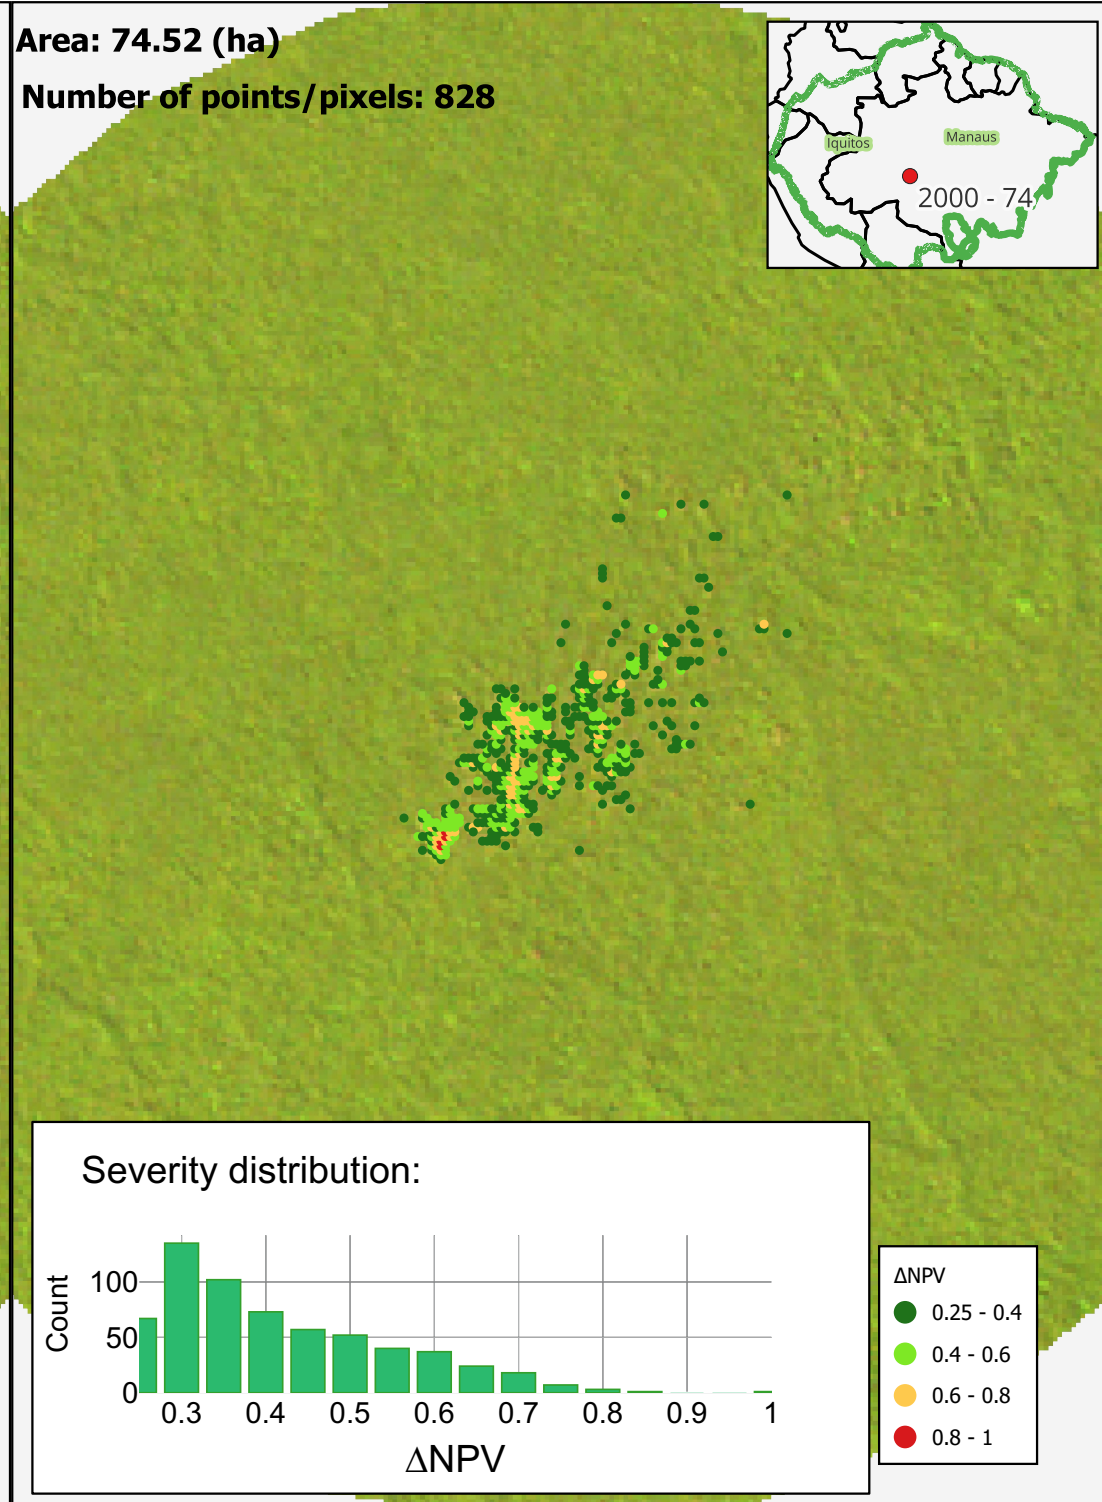 Area: 74.52 (ha)
Number of points/pixels: 828
Iquitos
Manaus
2000 - 74
Severity distribution:
Count
100
50
0
0.3 0.4 0.5 0.6 0.7 0.8 0.9 1
ΔNPV
ΔNPV
0.25 - 0.4
0.4 - 0.6
0.6 - 0.8
0.8 - 1